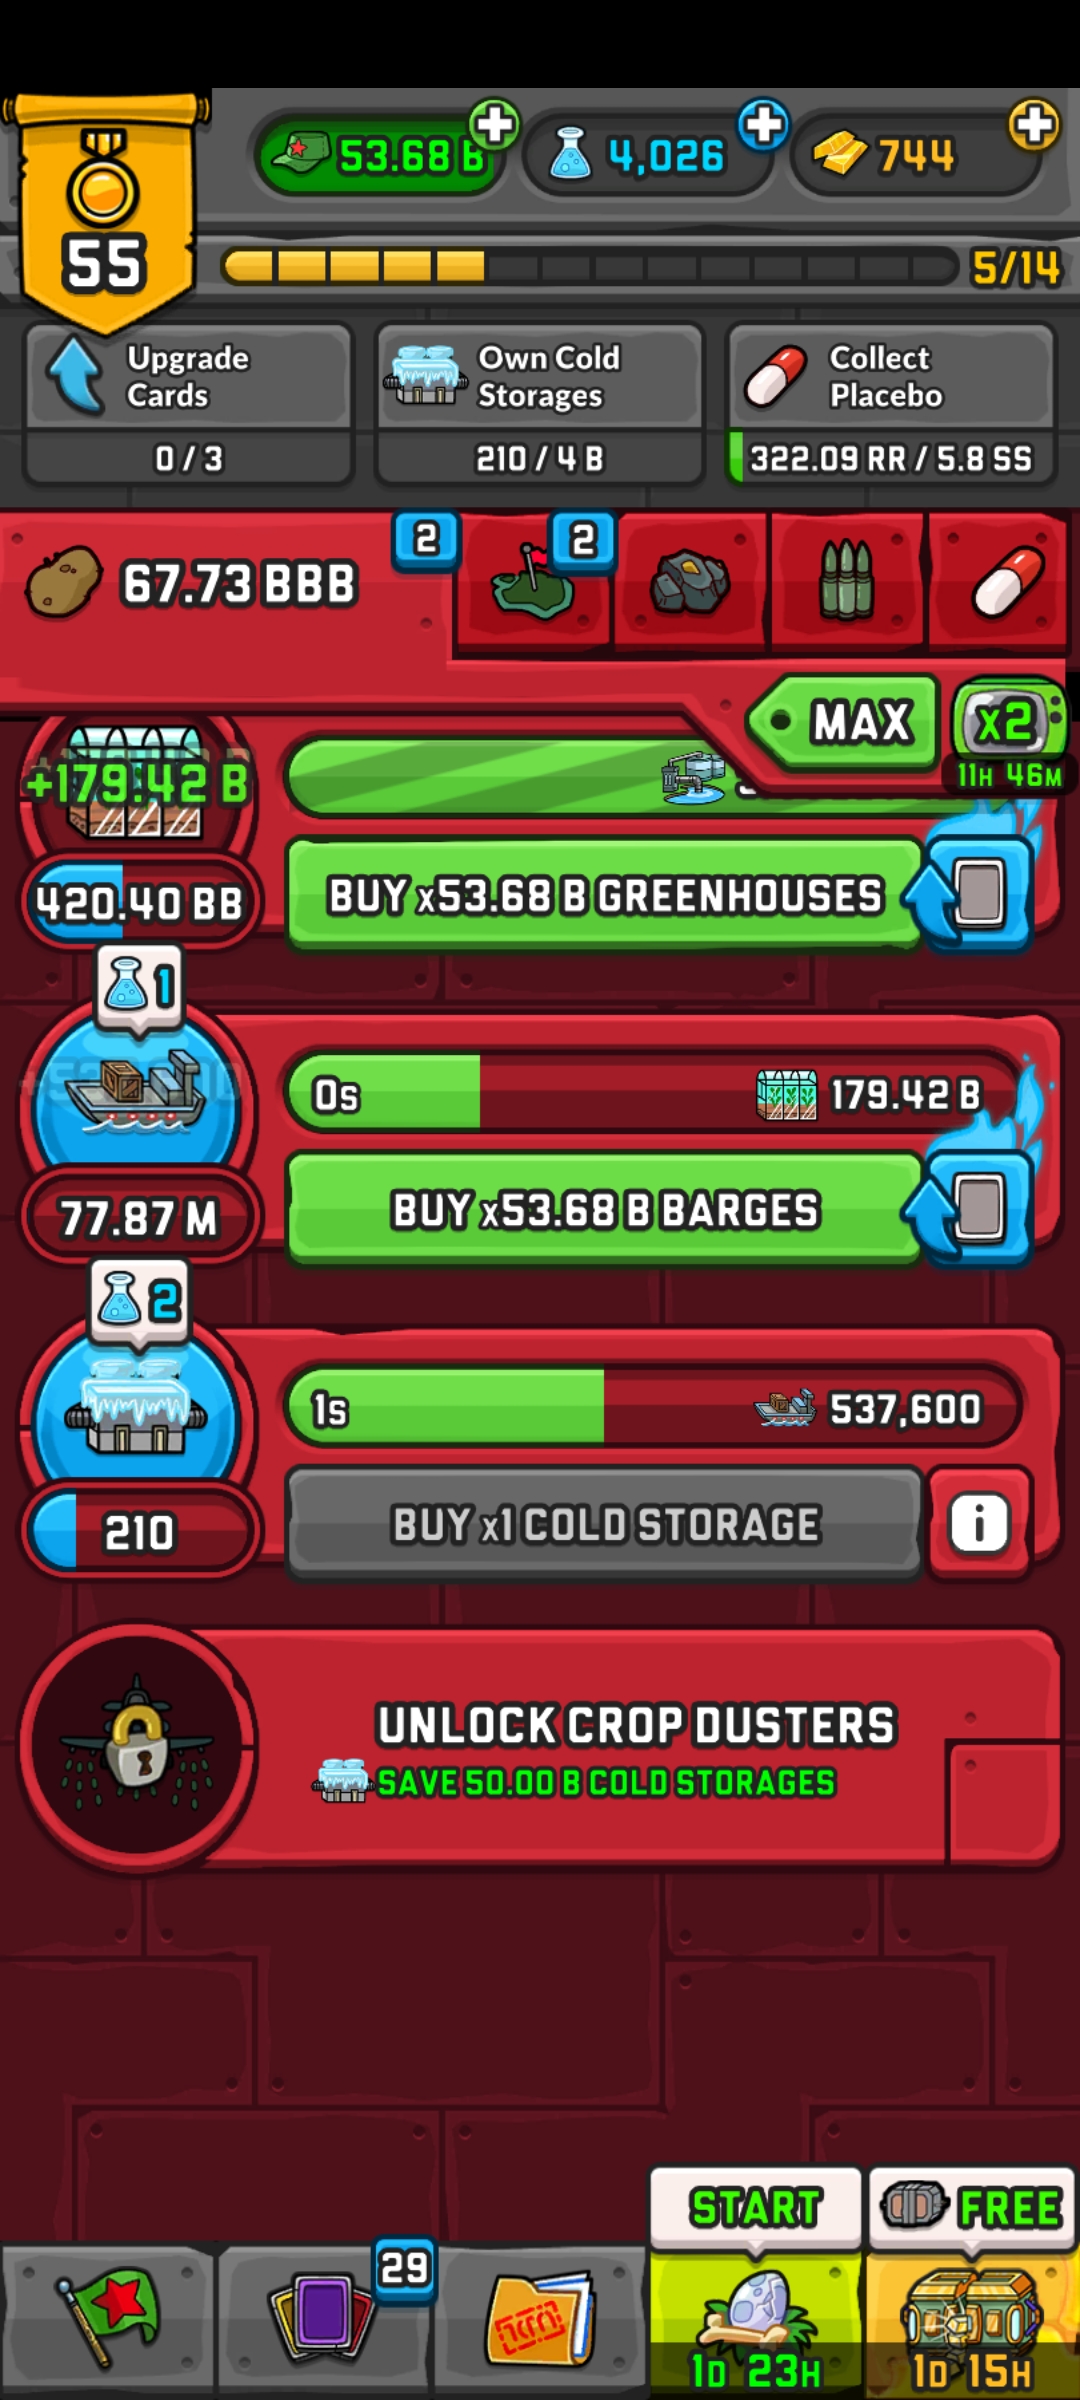 55
53.68 B
4,026
744
5/14
Upgrade
Cards
0 / 3
Own Cold
Storages
210 / 4 B
Collect
Placebo
322.09 RR / 5.8 SS
67.73 BBB
2
2
MAX
x2
11H 46M
+179.42 B
420.40 BB
BUY x53.68 B GREENHOUSES
1
0s
179.42 B
77.87 M
BUY x53.68 B BARGES
2
1s
537,600
210
BUY x1 COLD STORAGE
i
UNLOCK CROP DUSTERS
SAVE 50.00 B COLD STORAGES
START
FREE
29
1D 23H
1D 15H